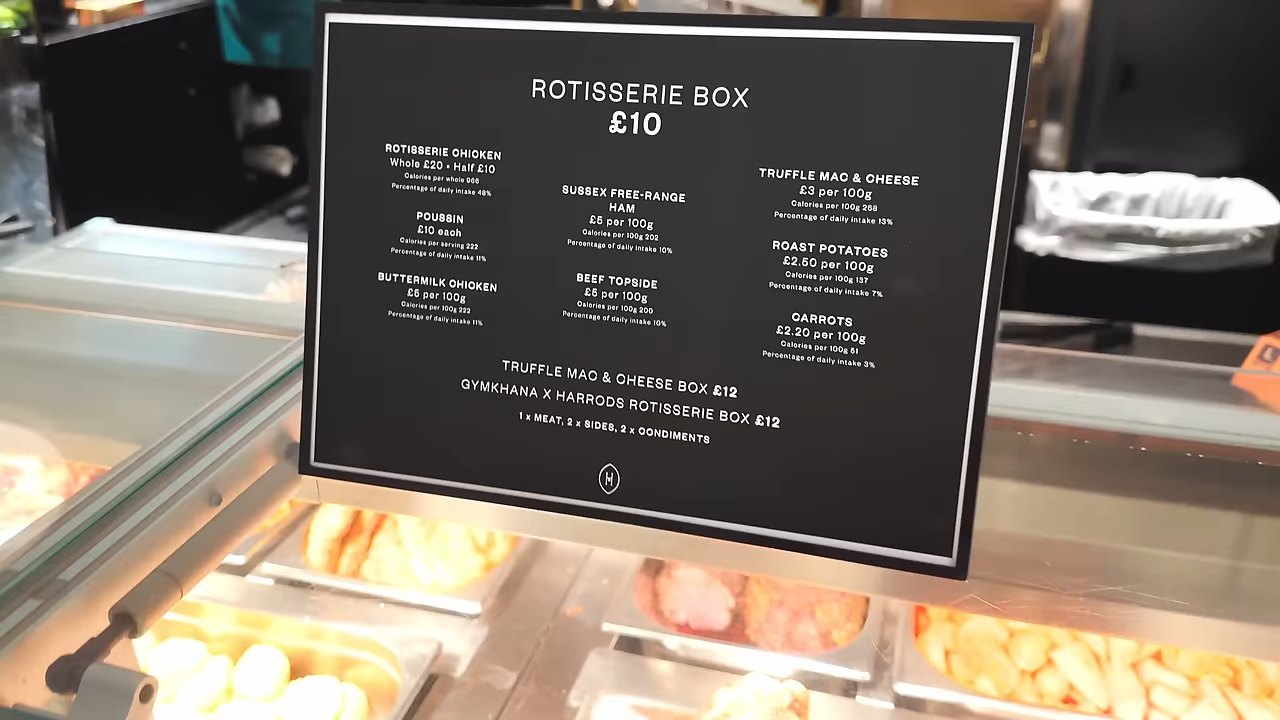 ROTISSERIE BOX
£10
ROTISSERIE CHICKEN
Whole £20 • Half £10
Calories per whole 966
Percentage of daily intake 48%
POUSSIN
£10 each
Calories per serving 222
Percentage of daily intake 11%
BUTTERMILK CHICKEN
£5 per 100g
Calories per 100g 222
Percentage of daily intake 11%
SUSSEX FREE-RANGE
HAM
£5 per 100g
Calories per 100g 202
Percentage of daily intake 10%
BEEF TOPSIDE
£5 per 100g
Calories per 100g 200
Percentage of daily intake 10%
TRUFFLE MAC & CHEESE
£3 per 100g
Calories per 100g 268
Percentage of daily intake 13%
ROAST POTATOES
£2.50 per 100g
Calories per 100g 137
Percentage of daily intake 7%
CARROTS
£2.20 per 100g
Calories per 100g 51
Percentage of daily intake 3%
TRUFFLE MAC & CHEESE BOX £12
GYMKHANA X HARRODS ROTISSERIE BOX £12
1 x MEAT, 2 x SIDES, 2 x CONDIMENTS
H